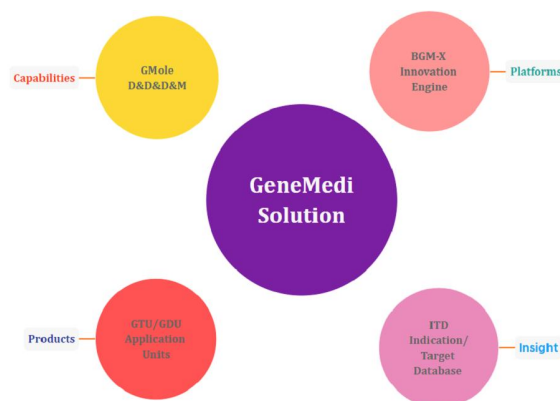 GMole
D&D&D&M
Capabilities
BGM-X
Innovation
Engine
Platforms
GeneMedi
Solution
GTU/GDU
Application
Units
Products
ITD
Indication/
Target
Database
Insight